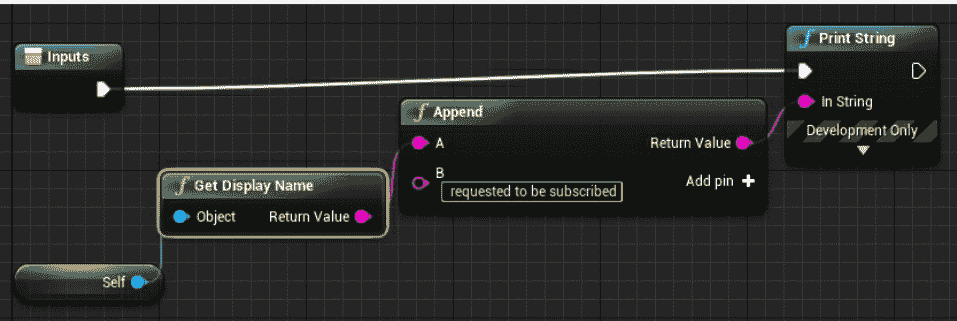 Inputs
Print String
In String
Development Only
Append
A
Return Value
B
requested to be subscribed
Add pin
Get Display Name
Object
Return Value
Self